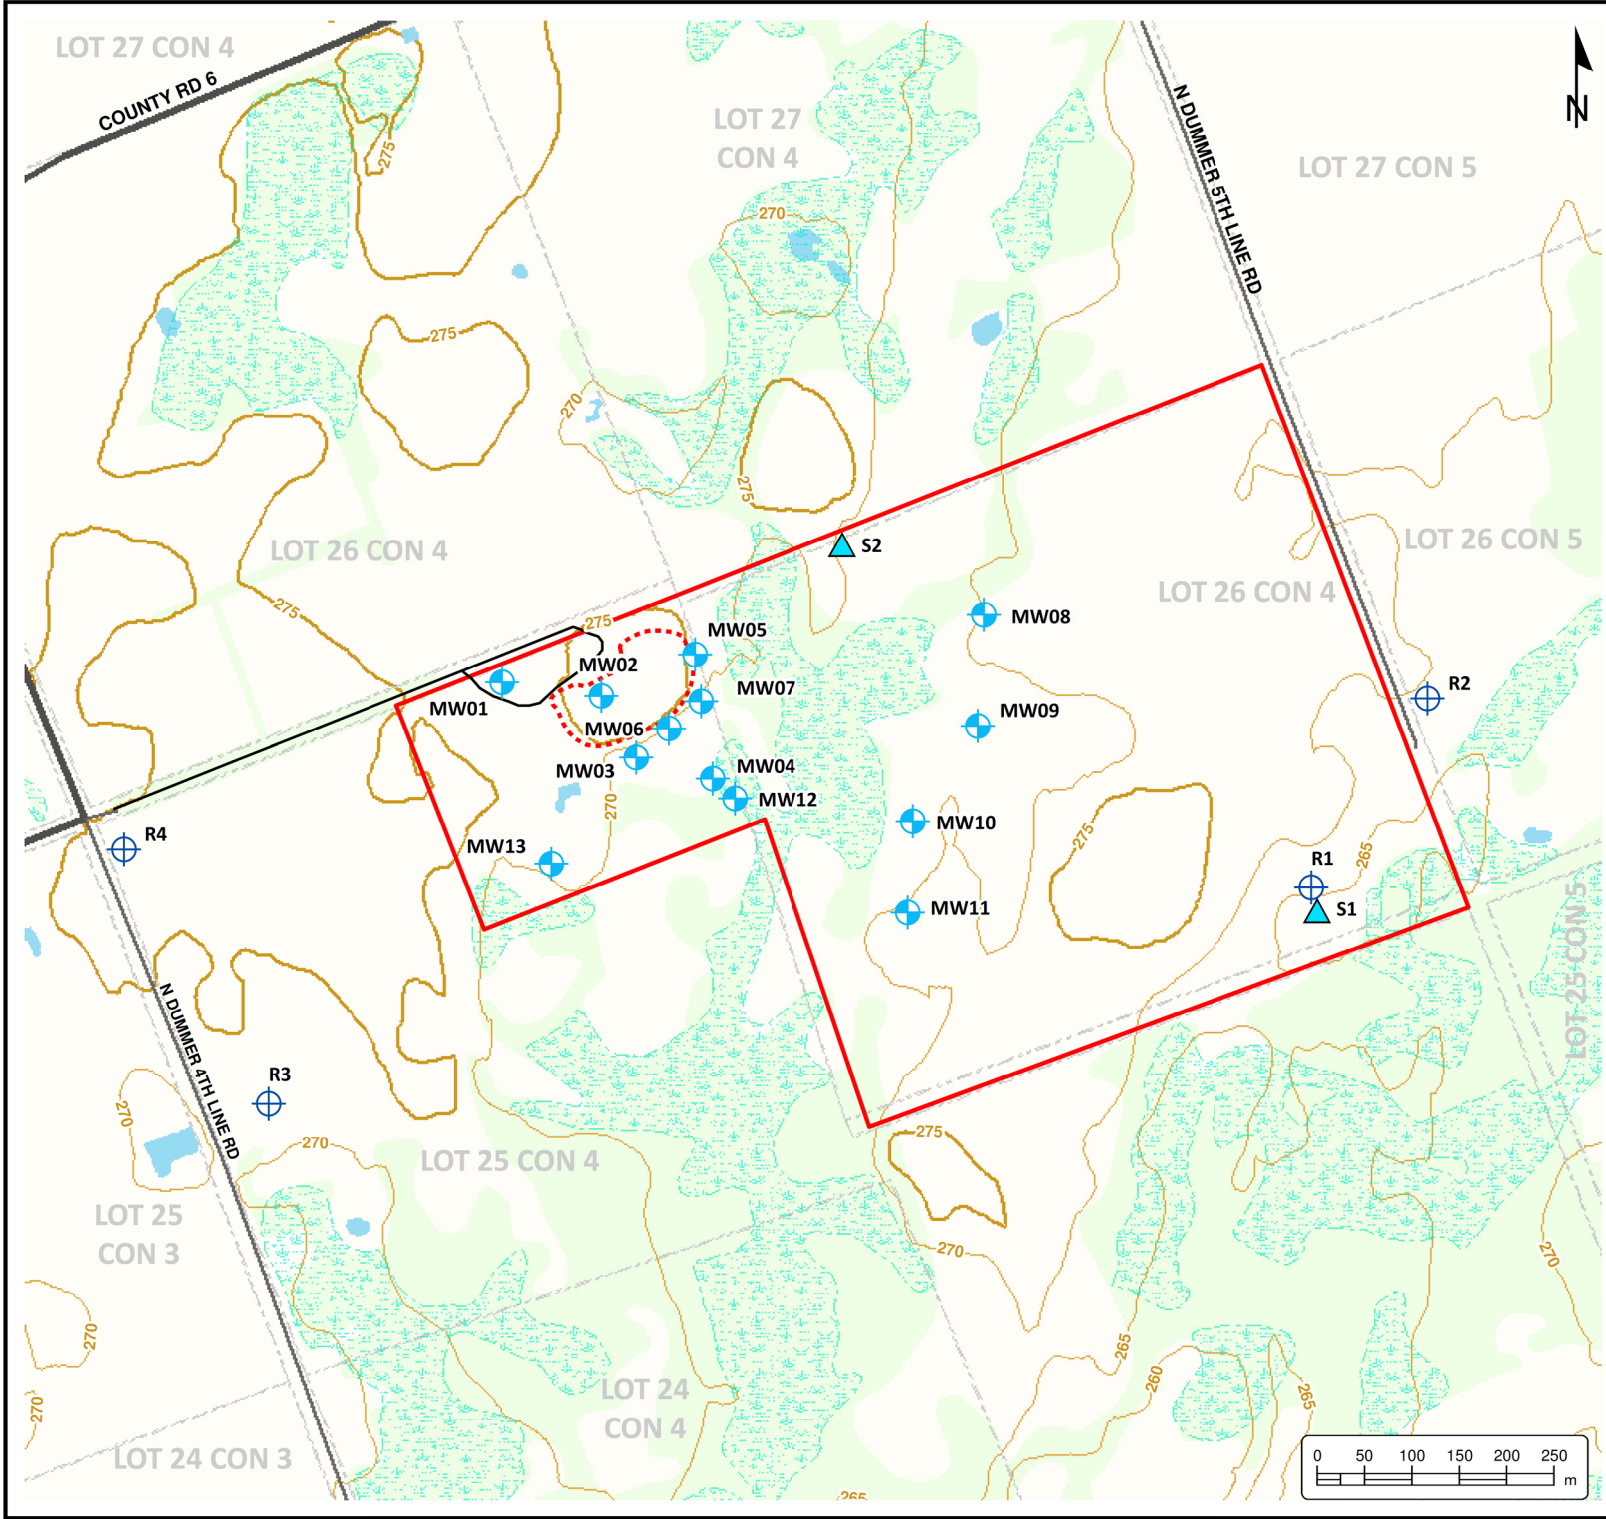 LOT 27 CON 4
COUNTY RD 6
275
LOT 27
CON 4
N DUMMER 5TH LINE RD
LOT 27 CON 5
N
270
275
270
275
LOT 26 CON 4
275
S2
LOT 26 CON 5
LOT 26 CON 4
275
MW08
MW05
MW02
MW07
MW01
MW06
MW09
R2
MW03
MW04
MW12
270
MW10
275
R4
MW13
265
R1
MW11
S1
LOT 25 CON 5
N DUMMER 4TH LINE RD
R3
270
270
275
LOT 25 CON 4
LOT 25
CON 3
270
270
270
265
260
265
270
LOT 24
CON 4
LOT 24 CON 3
265
0 50 100 150 200 250
m